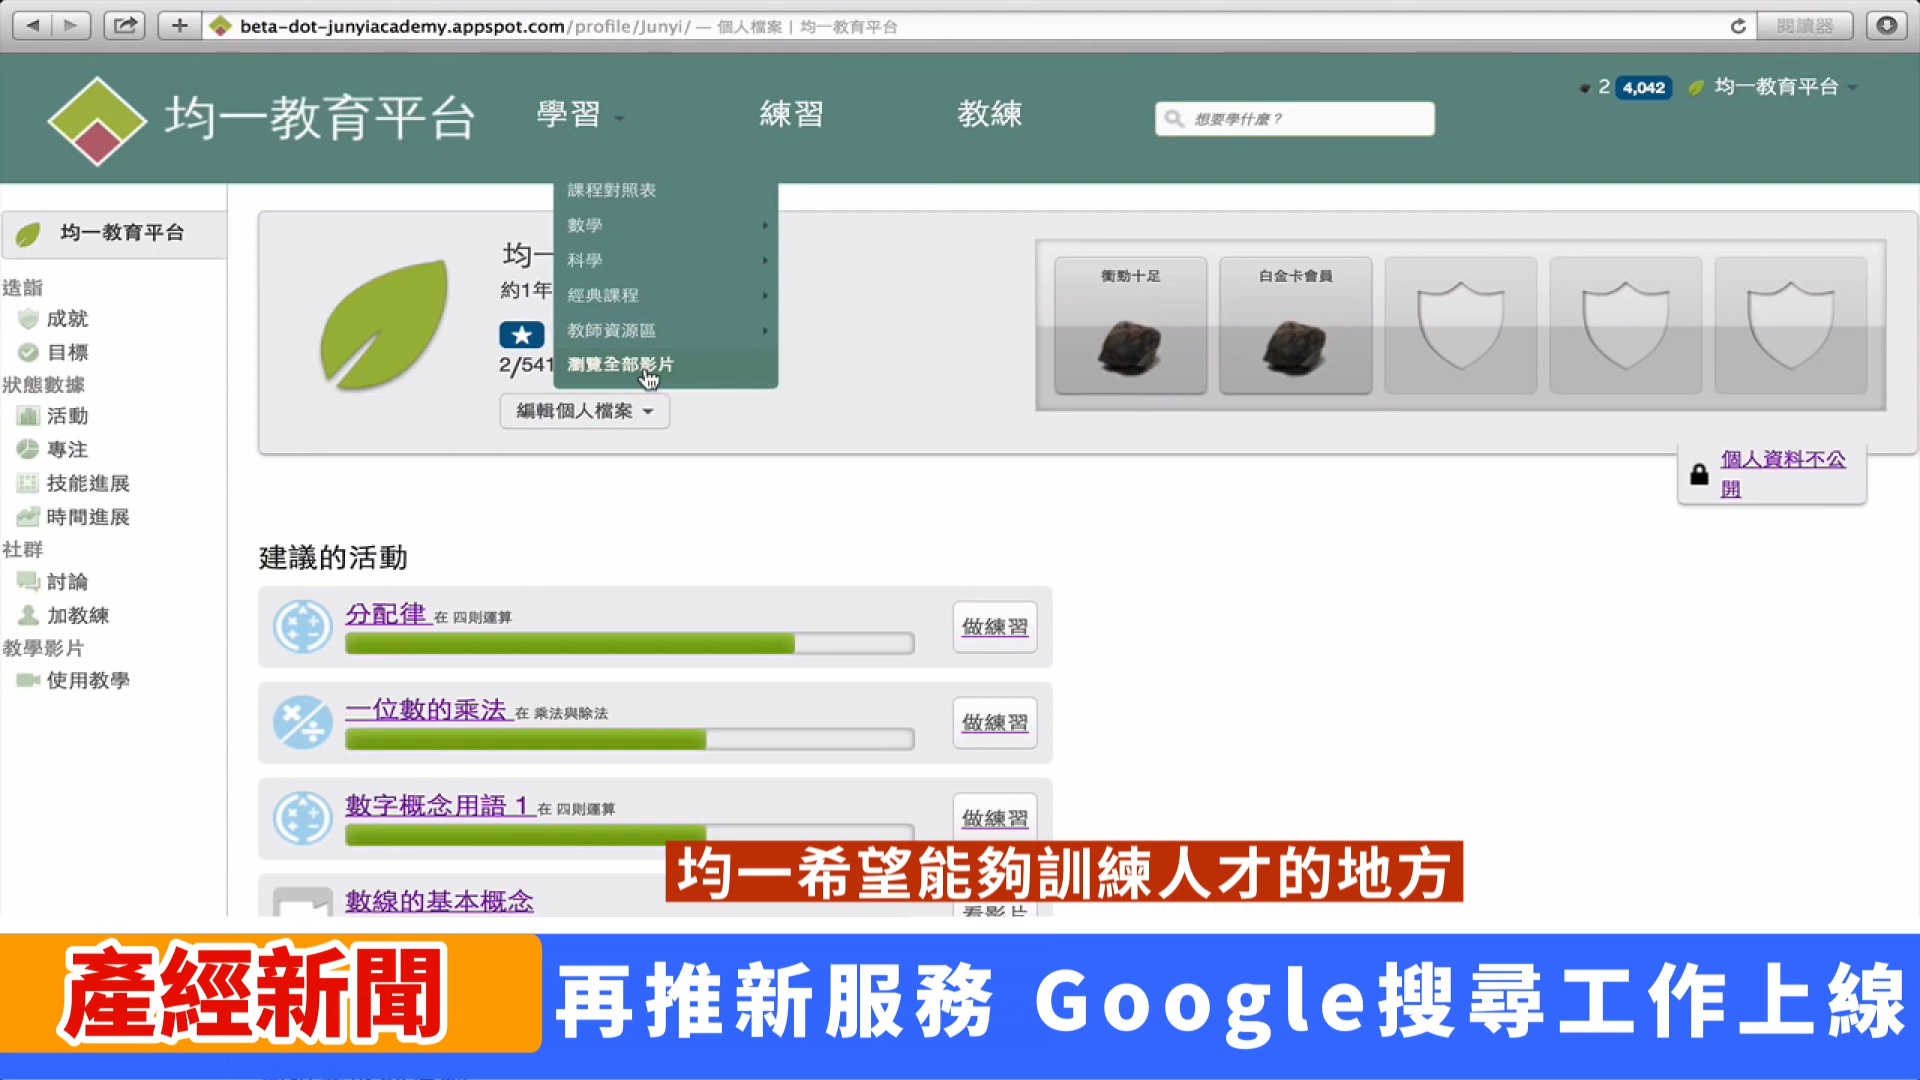 beta-dot-junyiacademy.appspot.com/profile/Junyi/ — 個人檔案 | 均一教育平台
閱讀器
均一教育平台
學習
練習
教練
想要學什麼？
2 4,042 均一教育平台
課程對照表
數學
科學
經典課程
教師資源區
瀏覽全部影片
均一教育平台
造詣
成就
目標
狀態數據
活動
專注
技能進展
時間進展
社群
討論
加教練
教學影片
使用教學
均一
約1年
2/541
編輯個人檔案
衝勁十足
白金卡會員
個人資料不公
開
建議的活動
分配律 在 四則運算
做練習
一位數的乘法 在 乘法與除法
做練習
數字概念用語 1 在 四則運算
做練習
數線的基本概念
看影片
均一希望能夠訓練人才的地方
產經新聞
再推新服務 Google搜尋工作上線